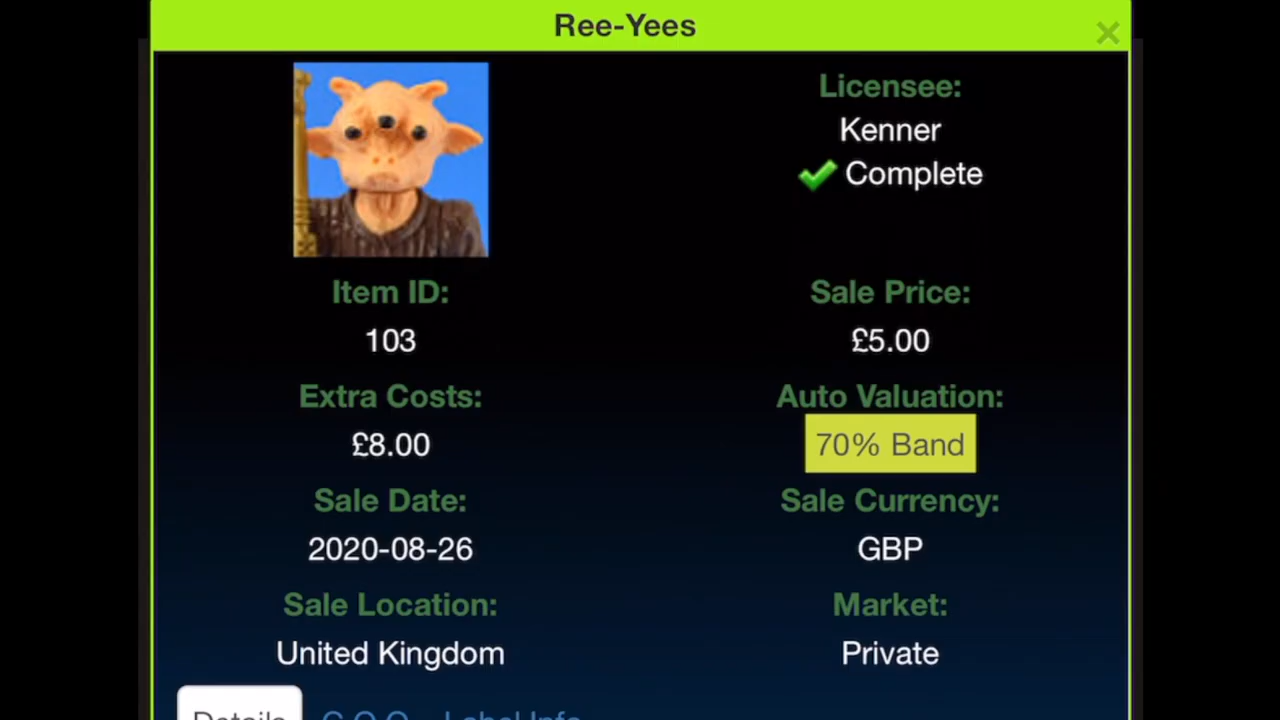 Ree-Yees
×
Licensee:
Kenner
Complete
Item ID:
103
Sale Price:
£5.00
Extra Costs:
£8.00
Auto Valuation:
70% Band
Sale Date:
2020-08-26
Sale Currency:
GBP
Sale Location:
United Kingdom
Market:
Private
Details